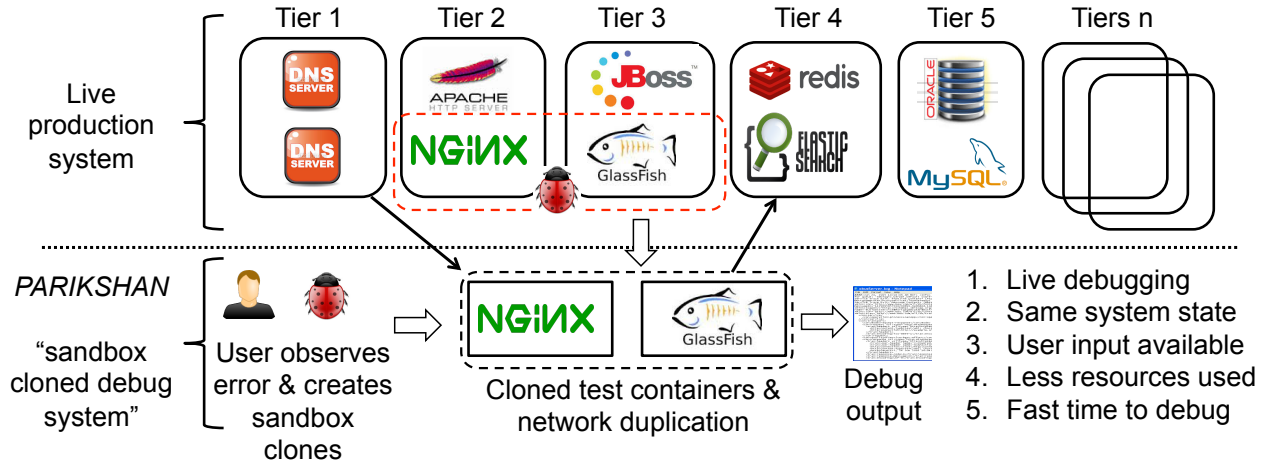 Tier 1
Tier 2
Tier 3
Tier 4
Tier 5
Tiers n
Live
production
system
DNS
SERVER
DNS
SERVER
APACHE
HTTP SERVER
NGiNX
JBoss™
GlassFish
redis
ELASTIC
SEARCH
ORACLE
MySQL®
PARIKSHAN
“sandbox
cloned debug
system”
User observes
error & creates
sandbox
clones
NGiNX
GlassFish
Cloned test containers &
network duplication
Debug
output
1. Live debugging
2. Same system state
3. User input available
4. Less resources used
5. Fast time to debug